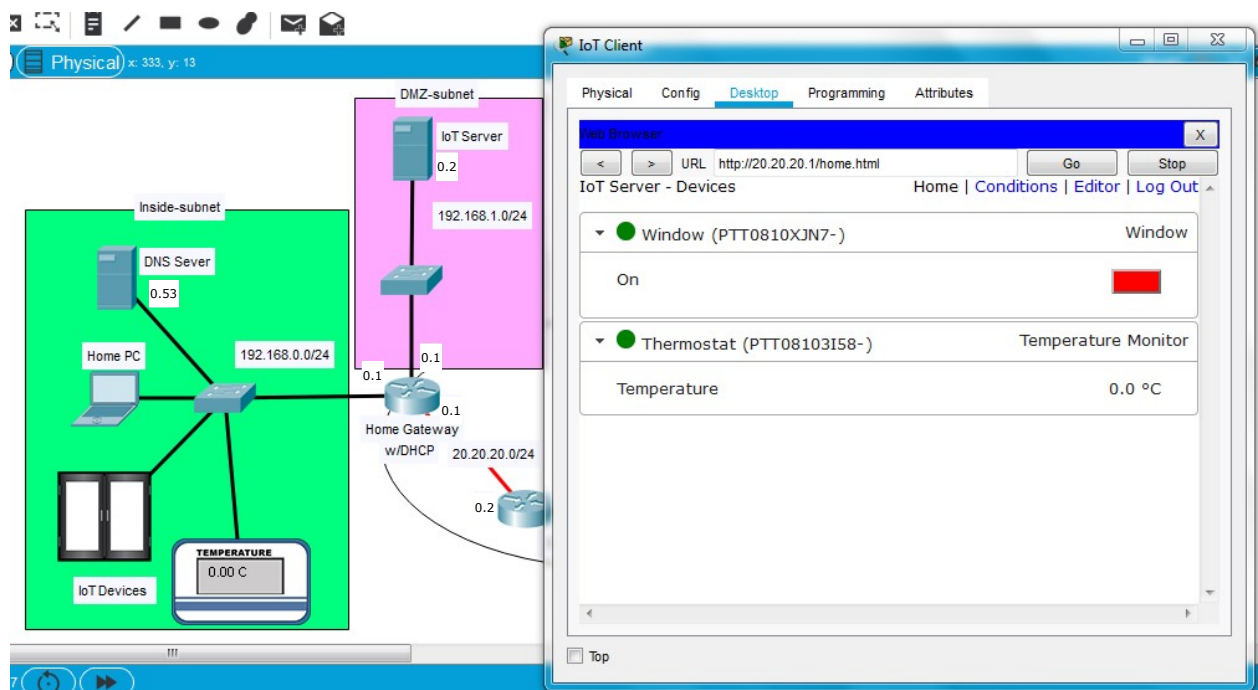 Physical x: 333, y: 13
DMZ-subnet
IoT Server
0.2
192.168.1.0/24
Inside-subnet
DNS Sever
0.53
Home PC
192.168.0.0/24
0.1
0.1
0.1
Home Gateway
w/DHCP
20.20.20.0/24
0.2
TEMPERATURE
0.00 C
IoT Devices
IoT Client
Physical Config Desktop Programming Attributes
Web Browser X
< > URL http://20.20.20.1/home.html Go Stop
IoT Server - Devices Home | Conditions | Editor | Log Out
Window (PTT0810XJN7-) Window
On
Thermostat (PTT08103I58-) Temperature Monitor
Temperature 0.0 °C
Top
7